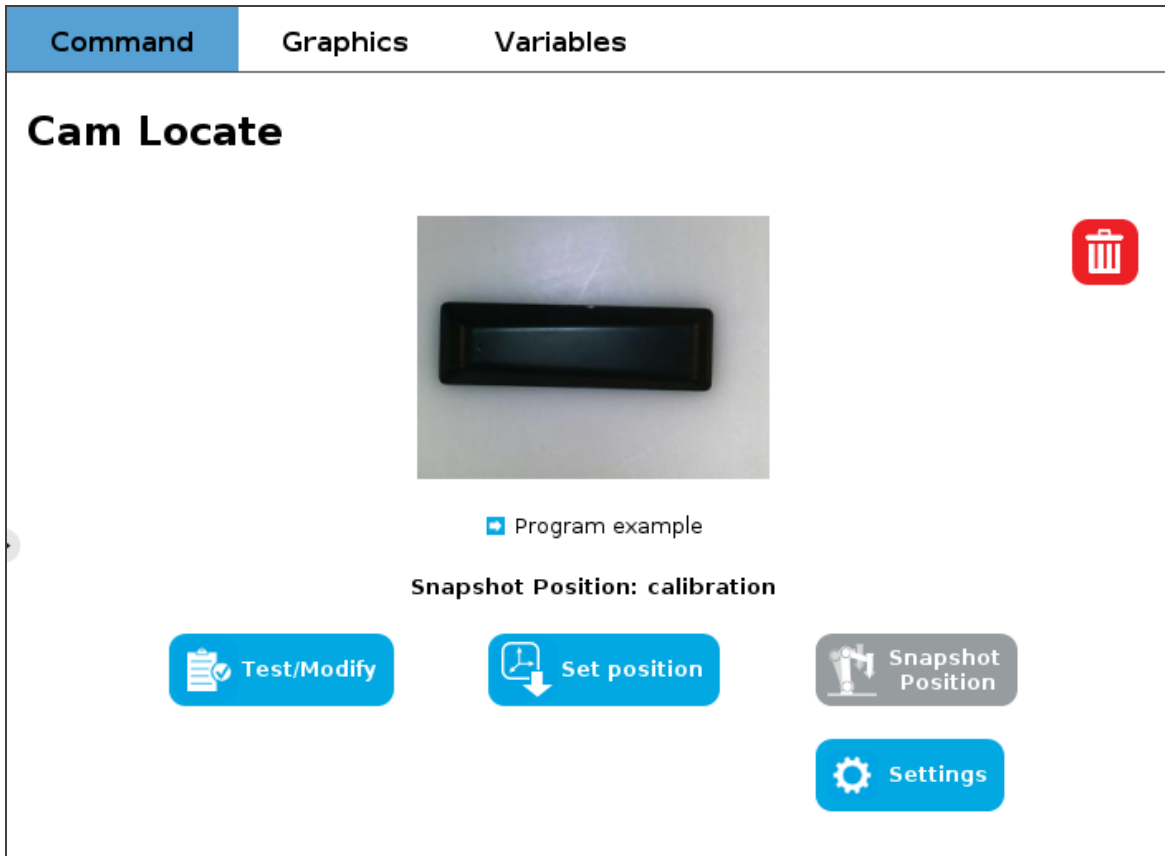 Command Graphics Variables
Cam Locate
Program example
Snapshot Position: calibration
Test/Modify
Set position
Snapshot
Position
Settings